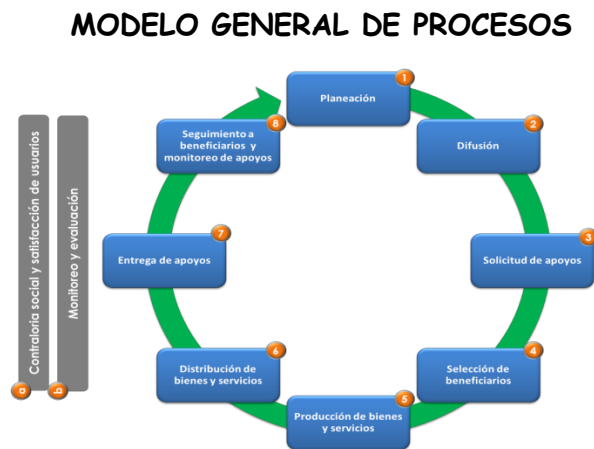 MODELO GENERAL DE PROCESOS
1
Planeación
2
Difusión
3
Solicitud de apoyos
4
Selección de
beneficiarios
5
Producción de bienes
y servicios
6
Distribución de
bienes y servicios
7
Entrega de apoyos
8
Seguimiento a
beneficiarios y
monitoreo de apoyos
a
Contraloría social y satisfacción de usuarios
b
Monitoreo y evaluación